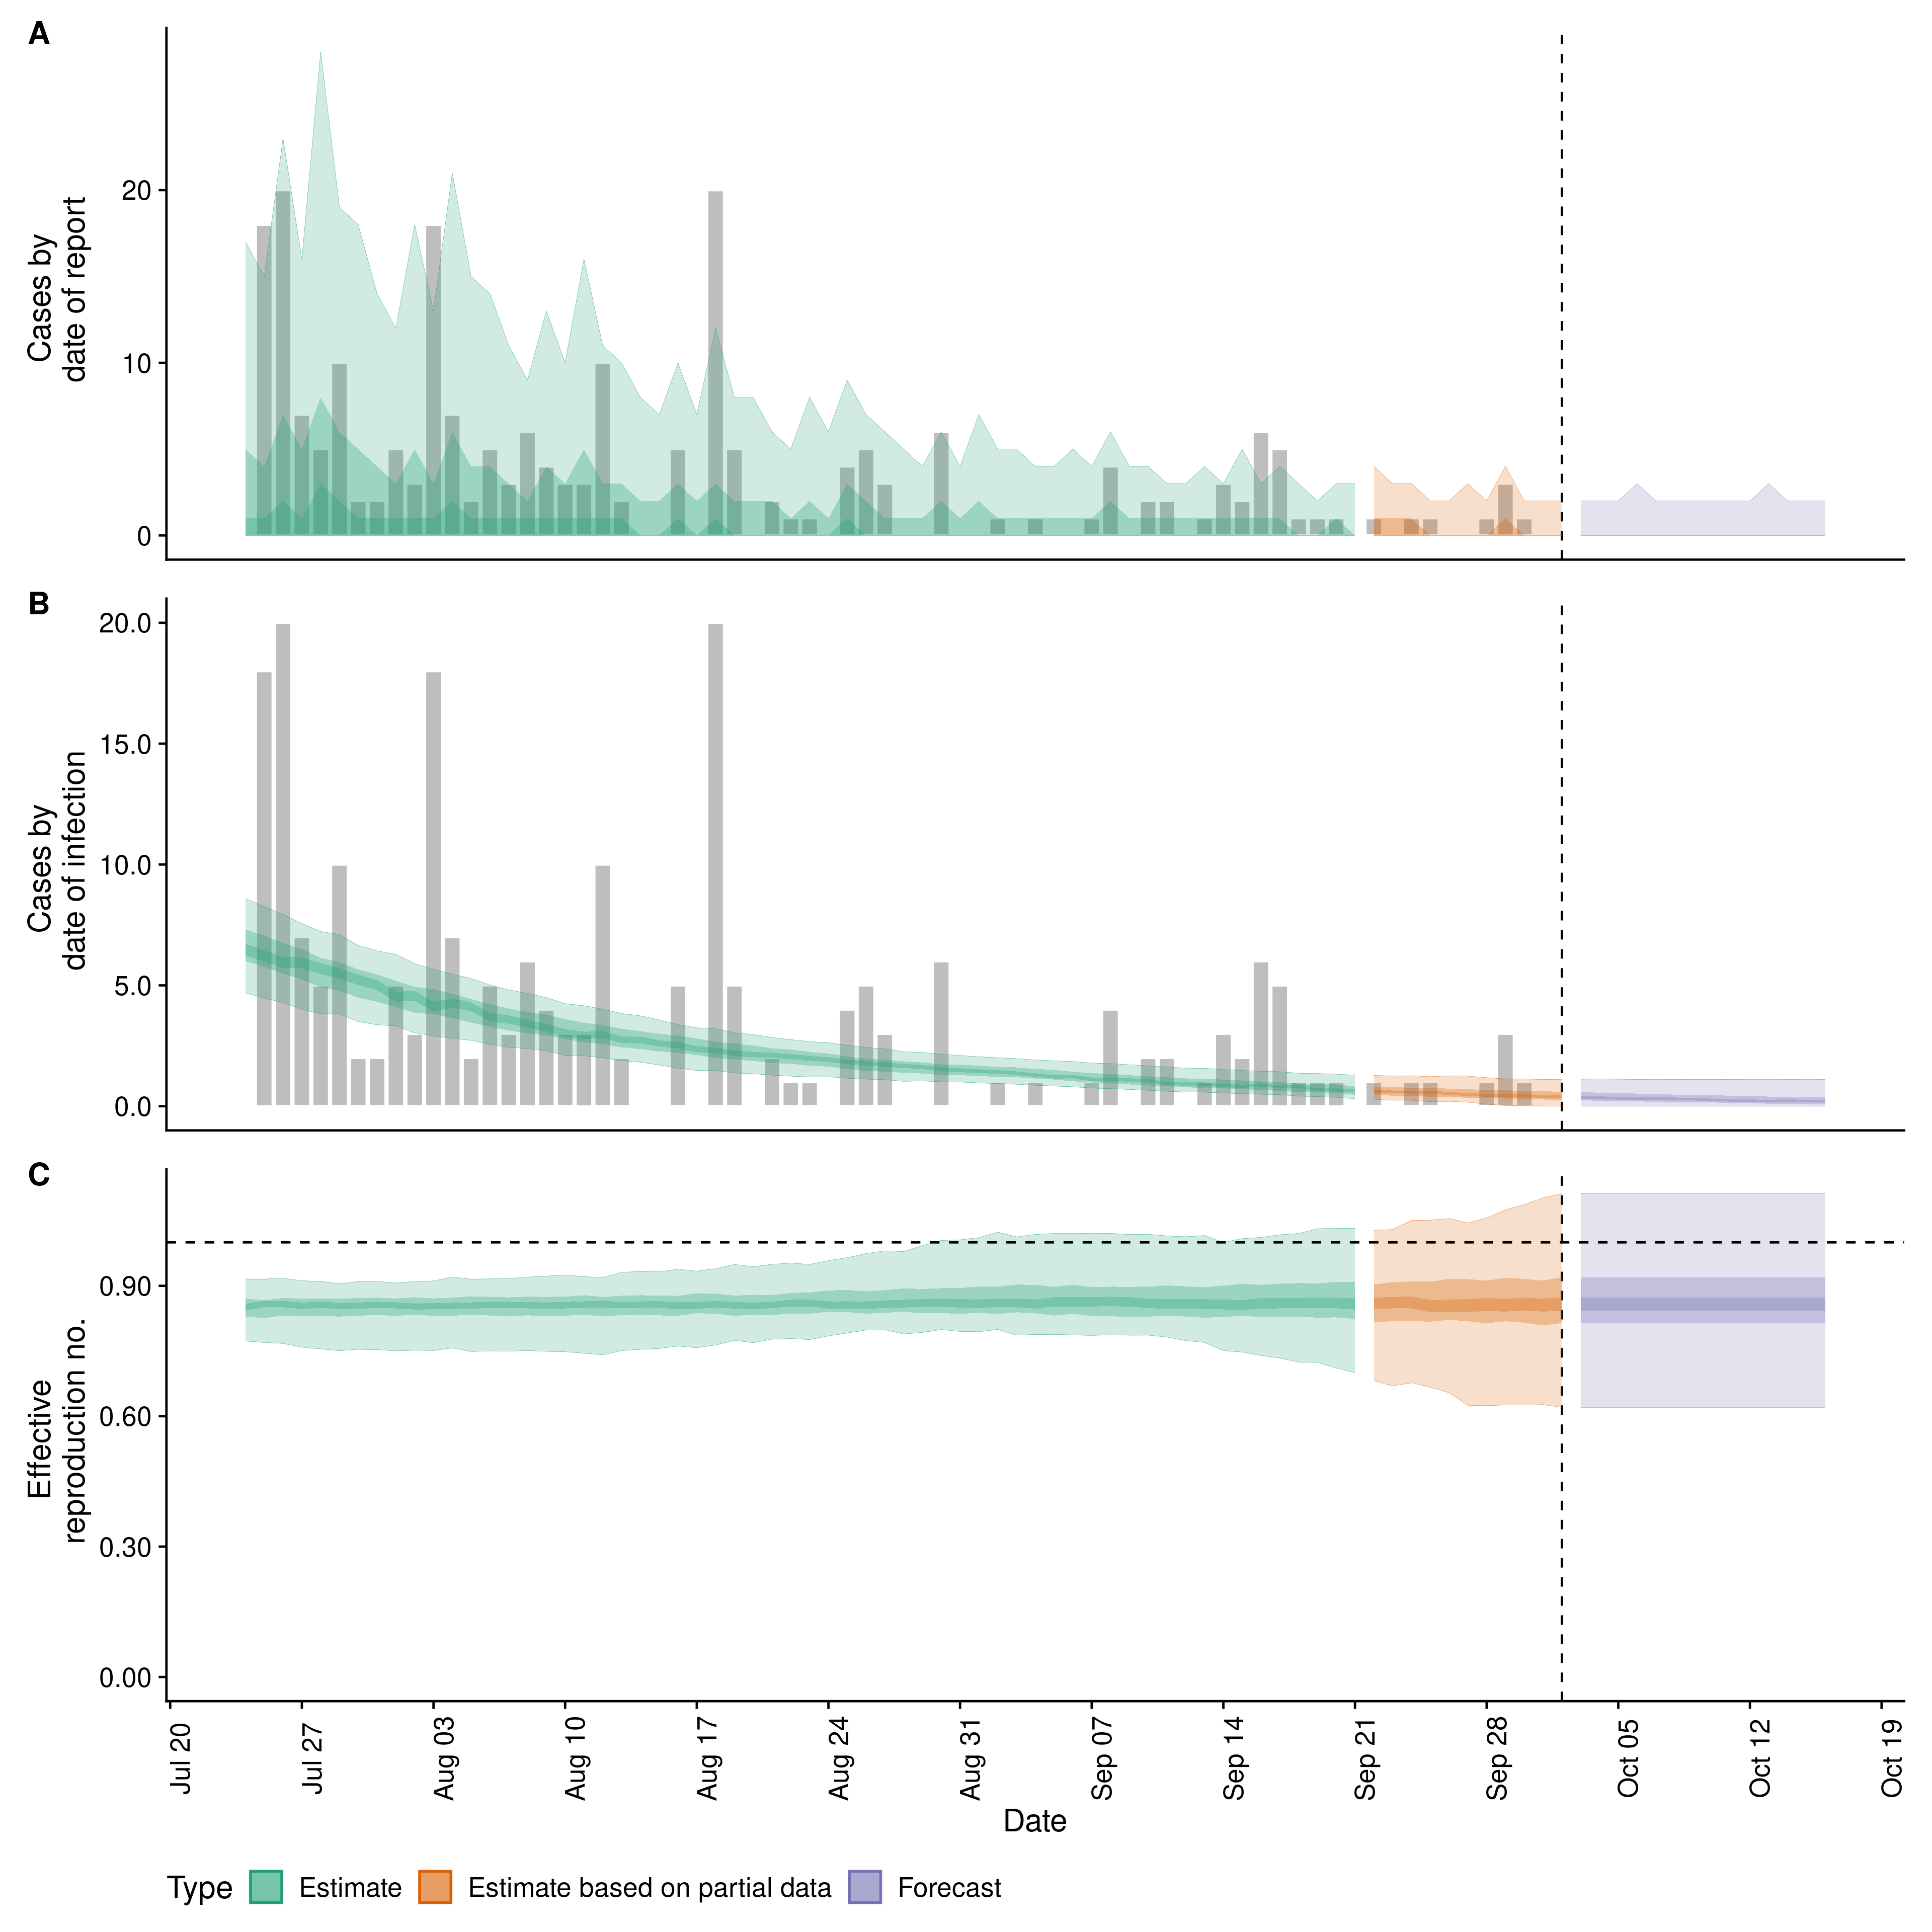 A
Cases by
date of report
20
10
0
B
Cases by
date of infection
20.0
15.0
10.0
5.0
0.0
C
Effective
reproduction no.
0.90
0.60
0.30
0.00
Jul 20
Jul 27
Aug 03
Aug 10
Aug 17
Aug 24
Aug 31
Sep 07
Sep 14
Sep 21
Sep 28
Oct 05
Oct 12
Oct 19
Date
Type Estimate Estimate based on partial data Forecast